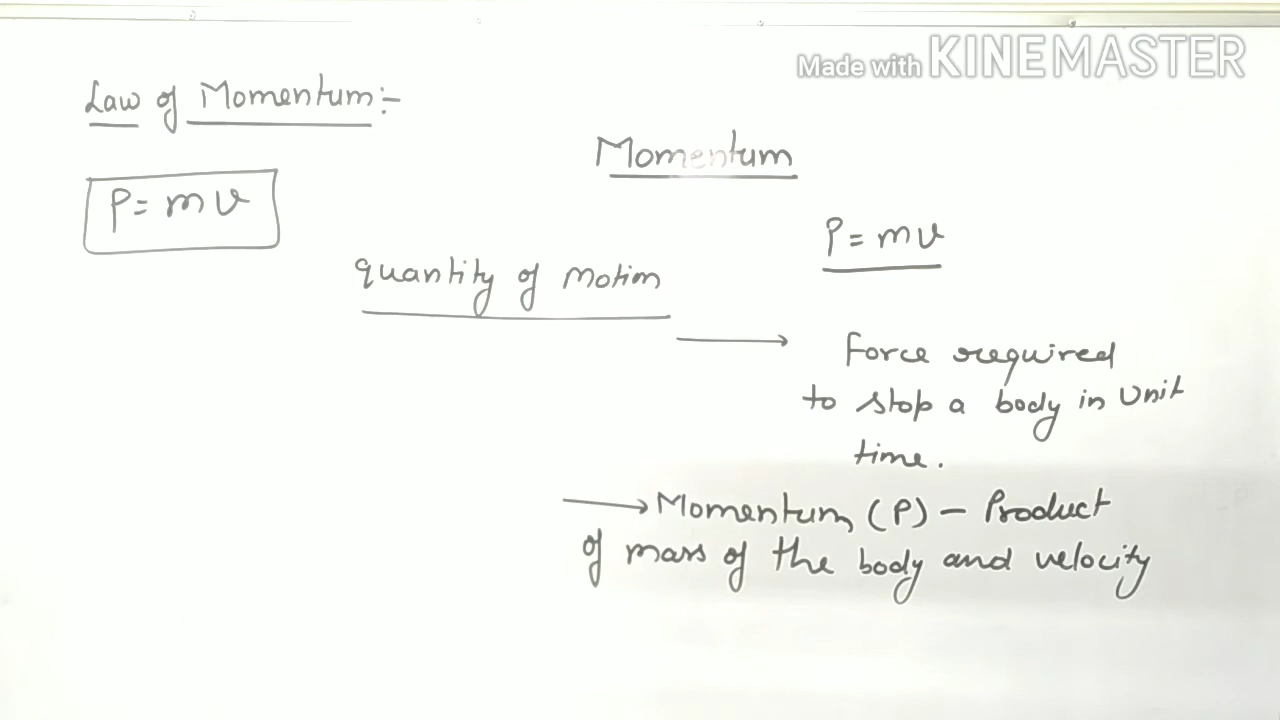 Made with KINEMASTER
Law of Momentum:-
Momentum
P = mv
P = mv
quantity of motion
→ Force required
to stop a body in unit
time.
→ Momentum (P) - Product
of mass of the body and velocity